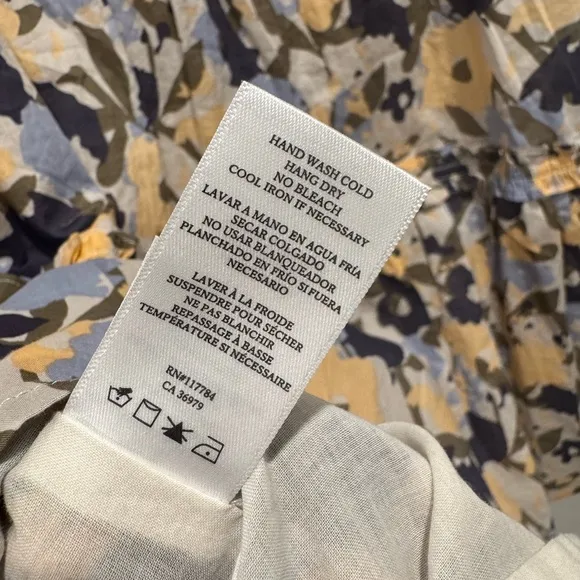 HAND WASH COLD
HANG DRY
NO BLEACH
COOL IRON IF NECESSARY
LAVAR A MANO EN AGUA FRÍA
SECAR COLGADO
NO USAR BLANQUEADOR
PLANCHADO EN FRÍO SI FUERA
NECESARIO
LAVER À LA FROIDE
SUSPENDRE POUR SÉCHER
NE PAS BLANCHIR
REPASSAGE À BASSE
TEMPÉRATURE SI NÉCESSAIRE
RN#117784
CA 36979